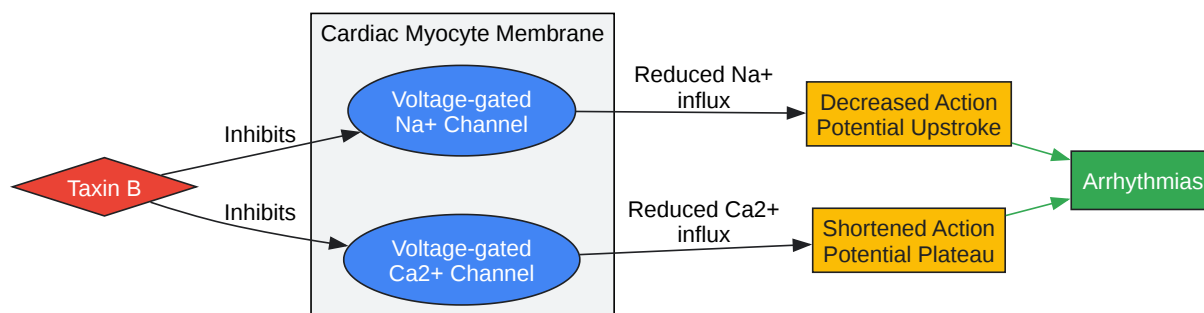 Cardiac Myocyte Membrane
Taxin B
Inhibits
Inhibits
Voltage-gated
Na+ Channel
Voltage-gated
Ca2+ Channel
Reduced Na+
influx
Reduced Ca2+
influx
Decreased Action
Potential Upstroke
Shortened Action
Potential Plateau
Arrhythmias